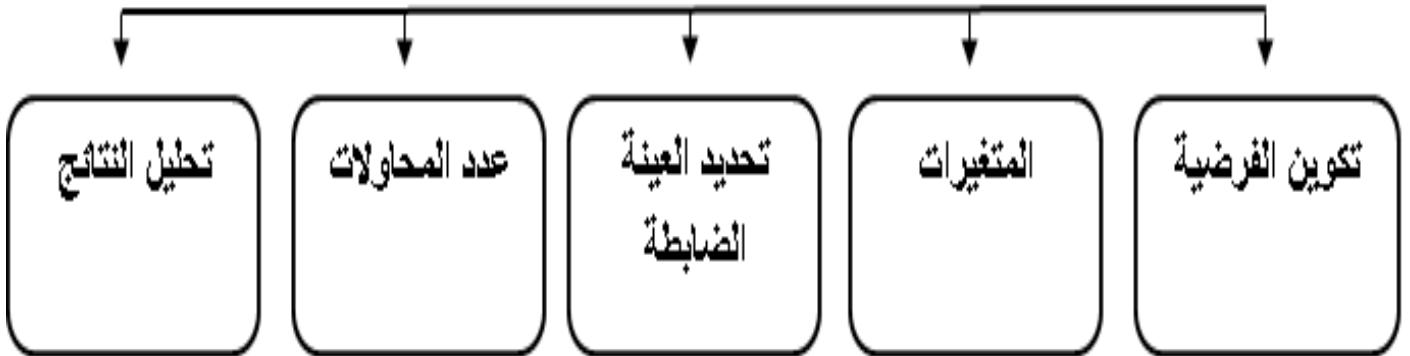 تكوين الفرضية
المتغيرات
تحديد العينة
الضابطة
عدد المحاولات
تحليل النتائج